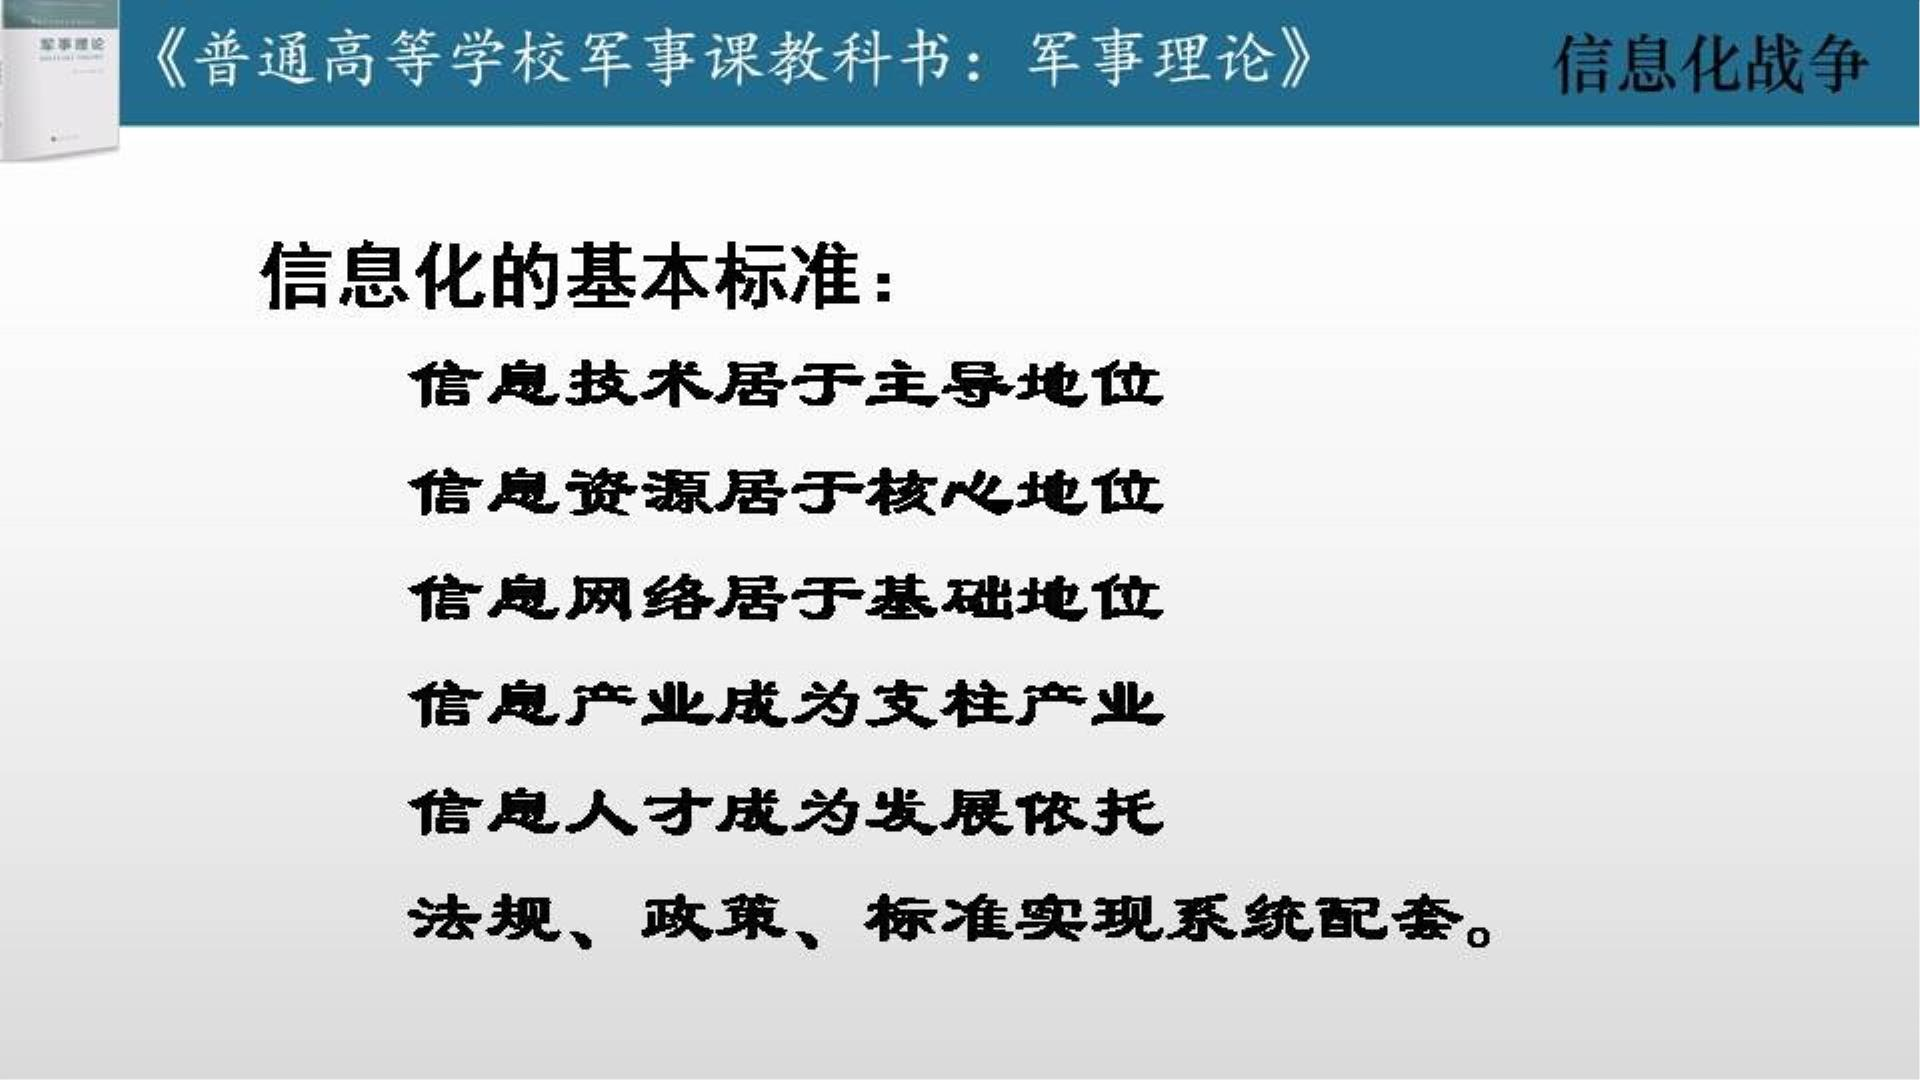 军事理论
《普通高等学校军事课教科书：军事理论》
信息化战争
信息化的基本标准：
信息技术居于主导地位
信息资源居于核心地位
信息网络居于基础地位
信息产业成为支柱产业
信息人才成为发展依托
法规、政策、标准实现系统配套。